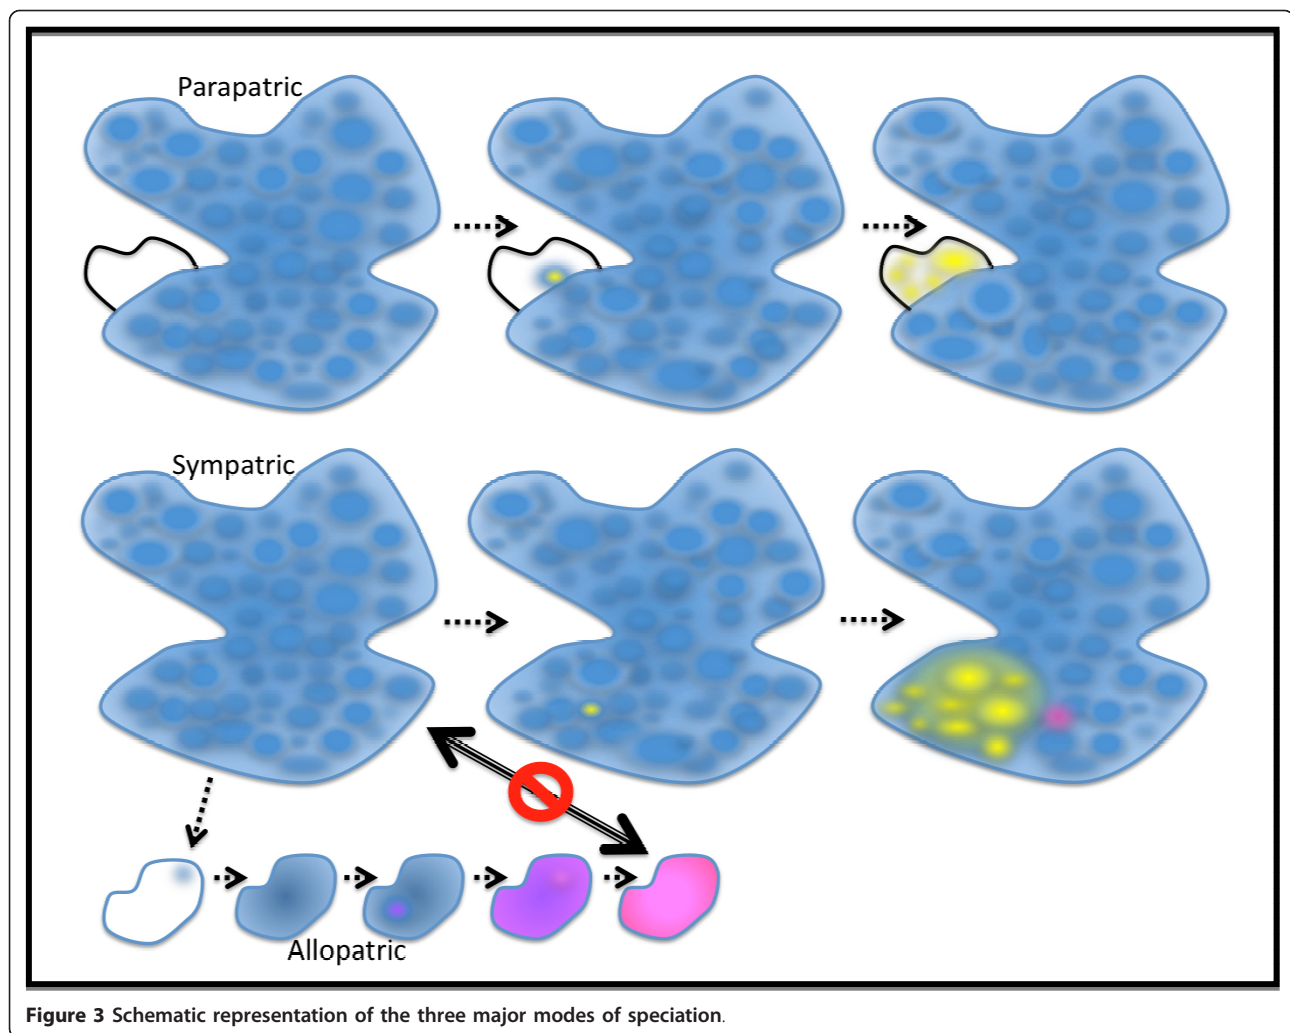 Parapatric
Sympatric
Allopatric
Figure 3 Schematic representation of the three major modes of speciation.